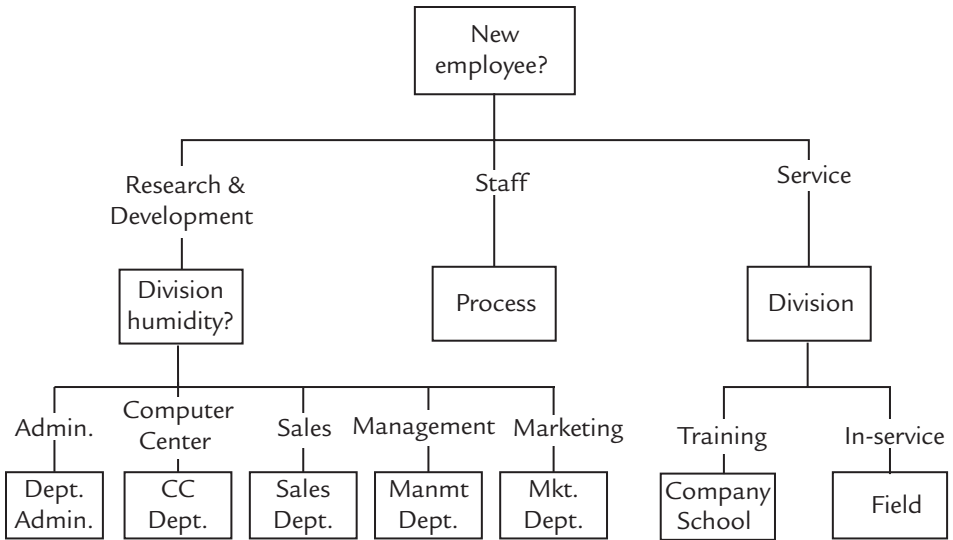 New
employee?
Research &
Development
Staff
Service
Division
humidity?
Process
Division
Admin.
Computer
Center
Sales
Management
Marketing
Training
In-service
Dept.
Admin.
CC
Dept.
Sales
Dept.
Manmt
Dept.
Mkt.
Dept.
Company
School
Field